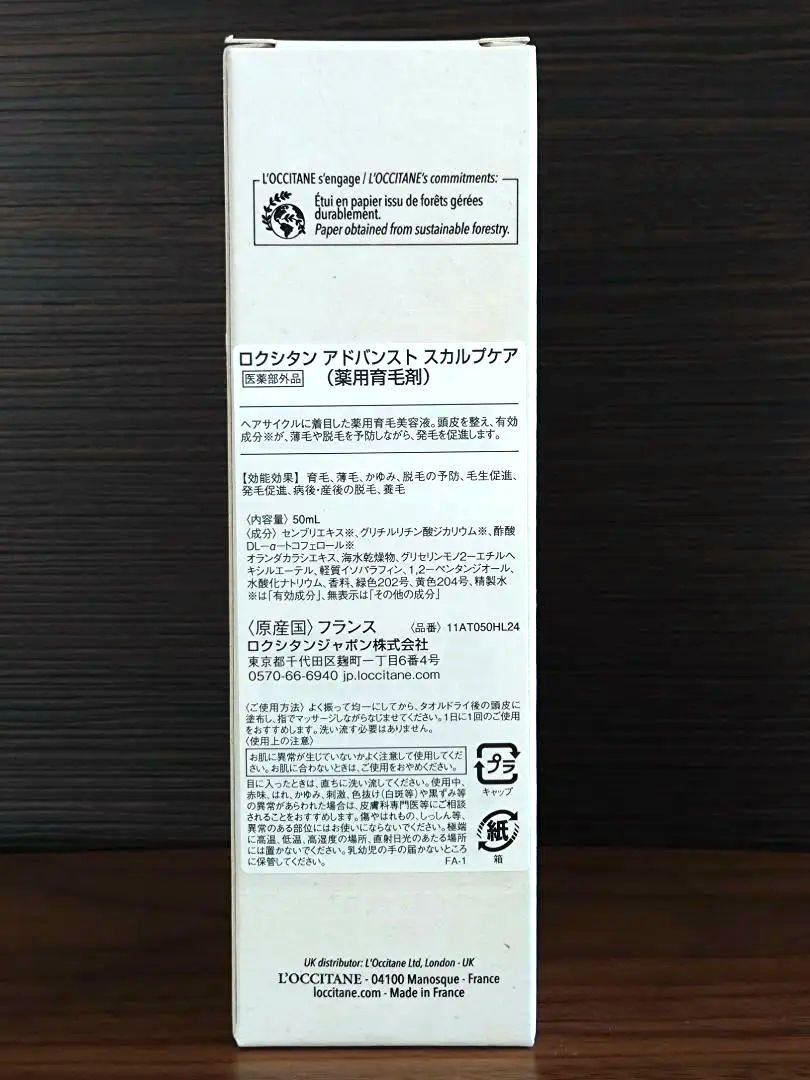 L'OCCITANE s'engage / L'OCCITANE's commitments:
Étui en papier issu de forêts gérées
durablement.
Paper obtained from sustainable forestry.
ロクシタン アドバンスト スカルプケア
医薬部外品 （薬用育毛剤）
ヘアサイクルに着目した薬用育毛美容液。頭皮を整え、有効
成分※が、薄毛や脱毛を予防しながら、発毛を促進します。
【効能効果】 育毛、薄毛、かゆみ、脱毛の予防、毛生促進、
発毛促進、病後・産後の脱毛、養毛
〈内容量〉 50mL
〈成分〉 センブリエキス※、グリチルリチン酸ジカリウム※、酢酸
DL－α－トコフェロール※
オランダカラシエキス、海水乾燥物、グリセリンモノ2－エチルヘ
キシルエーテル、軽質イソパラフィン、1,2－ペンタンジオール、
水酸化ナトリウム、香料、緑色202号、黄色204号、精製水
※は「有効成分」、無表示は「その他の成分」
〈原産国〉 フランス 〈品番〉 11AT050HL24
ロクシタンジャポン株式会社
東京都千代田区麹町一丁目6番4号
0570-66-6940 jp.loccitane.com
〈ご使用方法〉 よく振って均一にしてから、タオルドライ後の頭皮に
塗布し、指でマッサージしながらなじませてください。1日に1回のご使用
をおすすめします。洗い流す必要はありません。
〈使用上の注意〉
お肌に異常が生じていないかよく注意して使用してくだ
さい。お肌に合わないときは、ご使用をおやめください。
目に入ったときは、直ちに洗い流してください。使用中、
赤味、はれ、かゆみ、刺激、色抜け(白斑等)や黒ずみ等
の異常があらわれた場合は、皮膚科専門医等にご相談
されることをおすすめします。傷やはれもの、しっしん等、
異常のある部位にはお使いにならないでください。極端
に高温、低温、高湿度の場所、直射日光のあたる場所
には置かないでください。乳幼児の手の届かないところ
に保管してください。 FA-1
プラ
キャップ
紙
箱
UK distributor: L'Occitane Ltd, London - UK
L'OCCITANE - 04100 Manosque - France
loccitane.com - Made in France